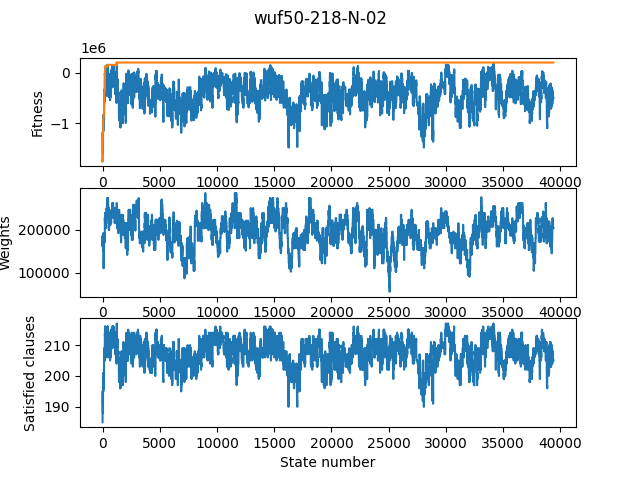 wuf50-218-N-02
1e6
Fitness
0
−1
0 5000 10000 15000 20000 25000 30000 35000 40000
Weights
200000
100000
0 5000 10000 15000 20000 25000 30000 35000 40000
Satisfied clauses
210
200
190
0 5000 10000 15000 20000 25000 30000 35000 40000
State number